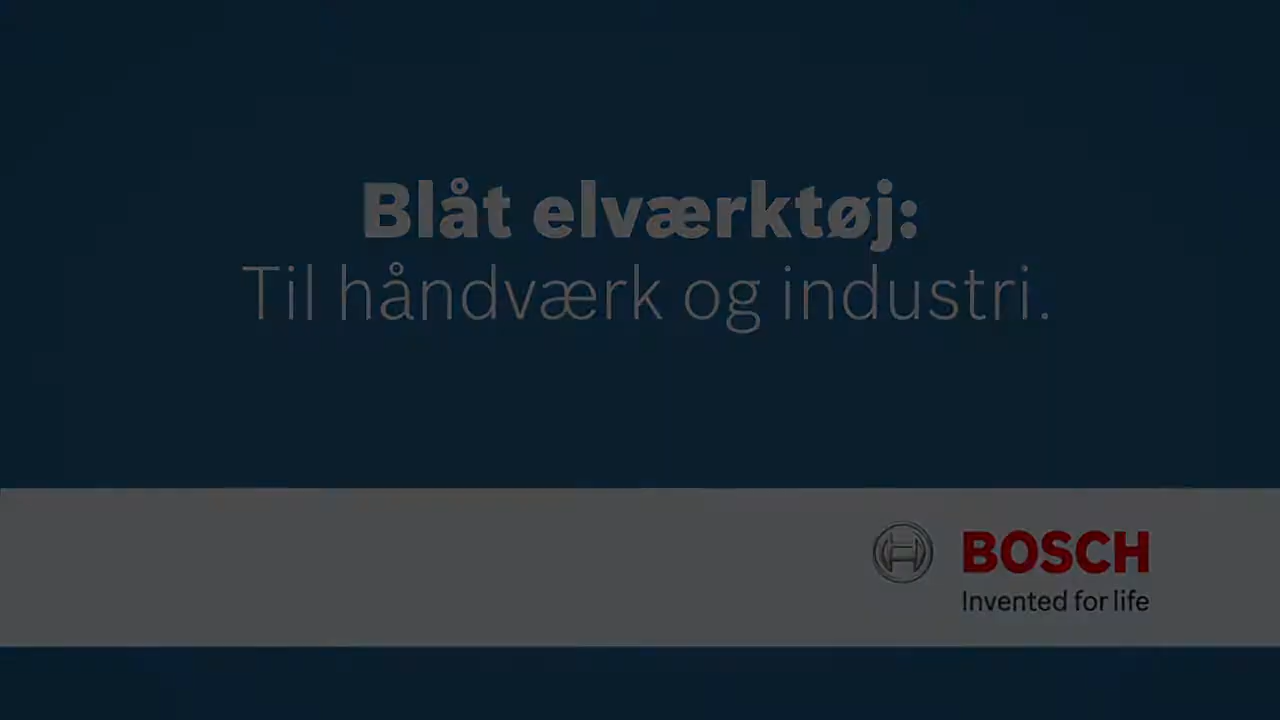 Blåt elværktøj:
Til håndværk og industri.
BOSCH
Invented for life